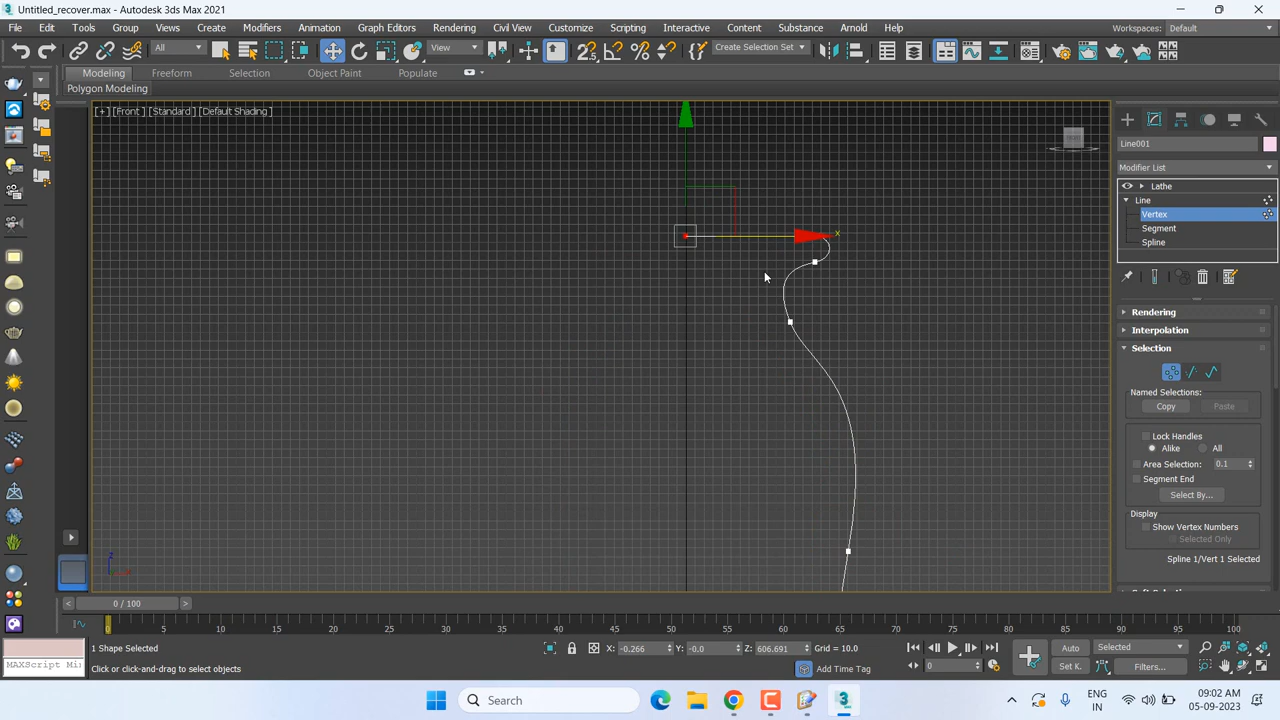 Untitled_recover.max - Autodesk 3ds Max 2021
File Edit Tools Group Views Create Modifiers Animation Graph Editors Rendering Civil View Customize Scripting Interactive Content Substance Arnold Help Workspaces: Default
All View Create Selection Set
Modeling Freeform Selection Object Paint Populate
Polygon Modeling
[+] [Front ] [Standard ] [Default Shading ]
x
z
Line001
Modifier List
Lathe
Line
Vertex
Segment
Spline
Rendering
Interpolation
Selection
Named Selections:
Copy Paste
Lock Handles
Alike All
Area Selection: 0.1
Segment End
Select By...
Display
Show Vertex Numbers
Selected Only
Spline 1/Vert 1 Selected
< 0 / 100 >
0 5 10 15 20 25 30 35 40 45 50 55 60 65 70 75 80 85 90 95 100
1 Shape Selected
X: -0.266 Y: -0.0 Z: 606.691 Grid = 10.0
Auto Selected
MAXScript Mi
Click or click-and-drag to select objects
Add Time Tag
0
Set K. Filters...
Search
ENG
IN
09:02 AM
05-09-2023